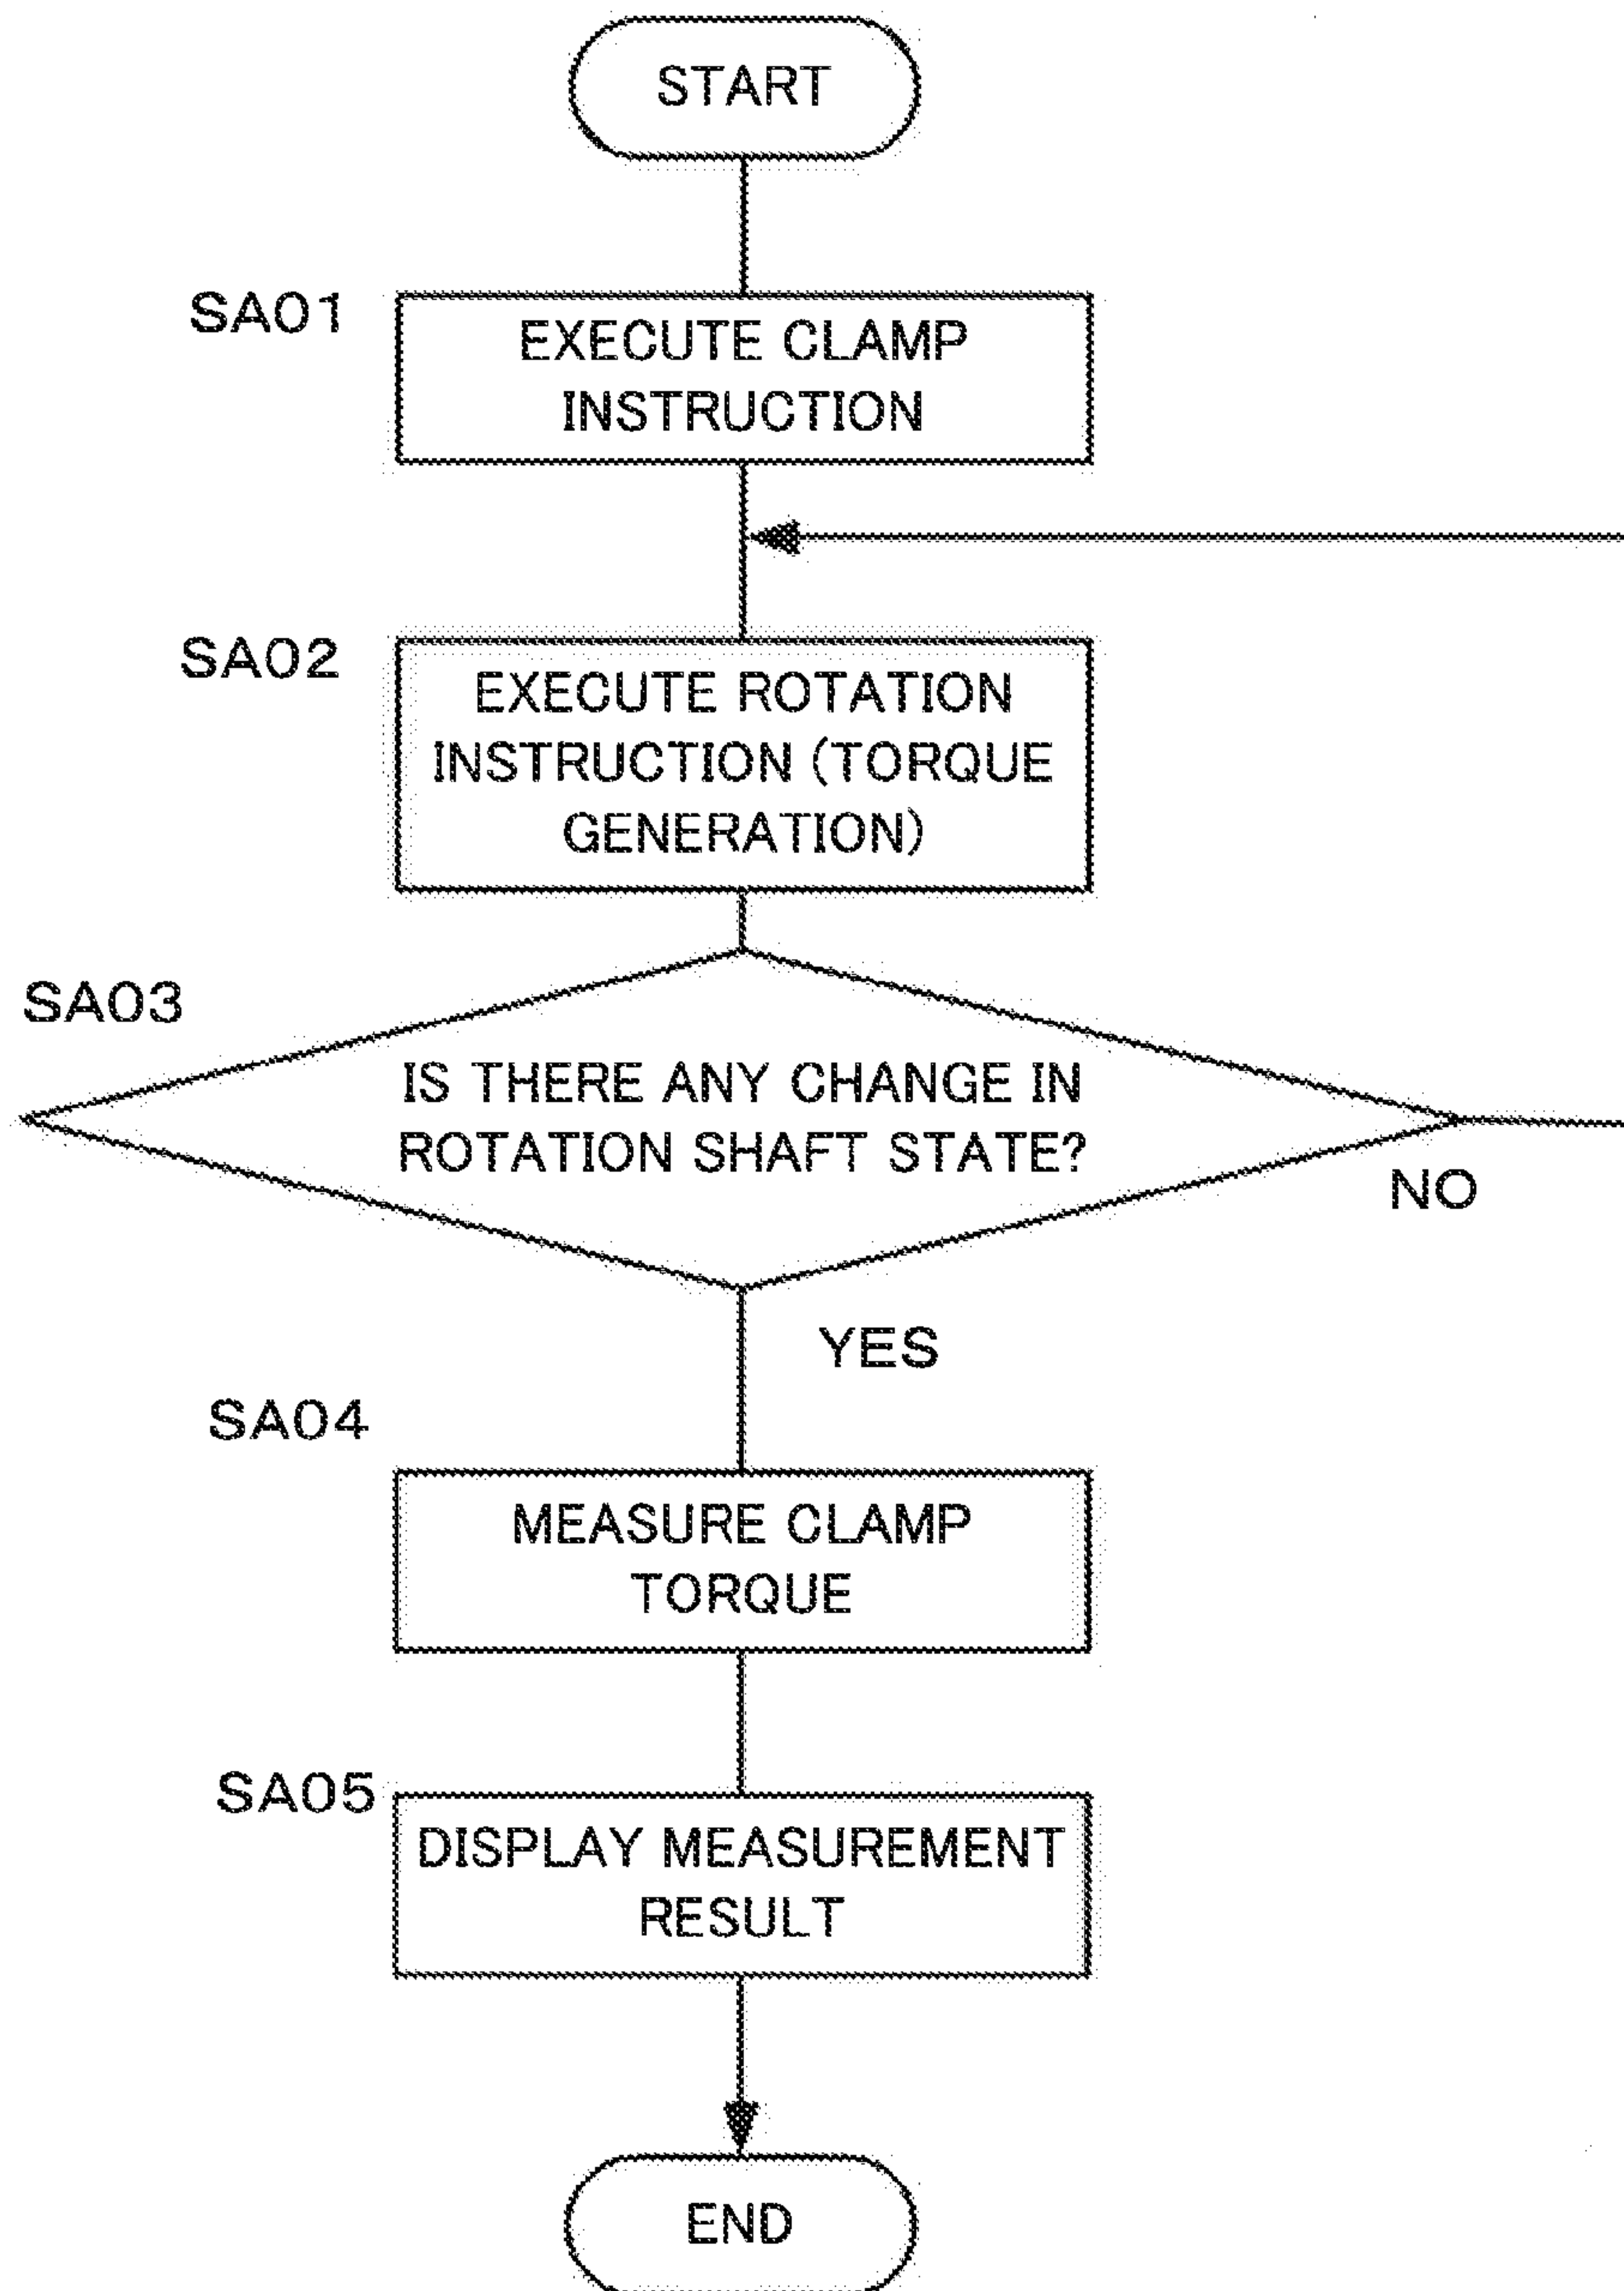 START
SA01
EXECUTE CLAMP
INSTRUCTION
SA02
EXECUTE ROTATION
INSTRUCTION (TORQUE
GENERATION)
SA03
IS THERE ANY CHANGE IN
ROTATION SHAFT STATE?
NO
YES
SA04
MEASURE CLAMP
TORQUE
SA05
DISPLAY MEASUREMENT
RESULT
END